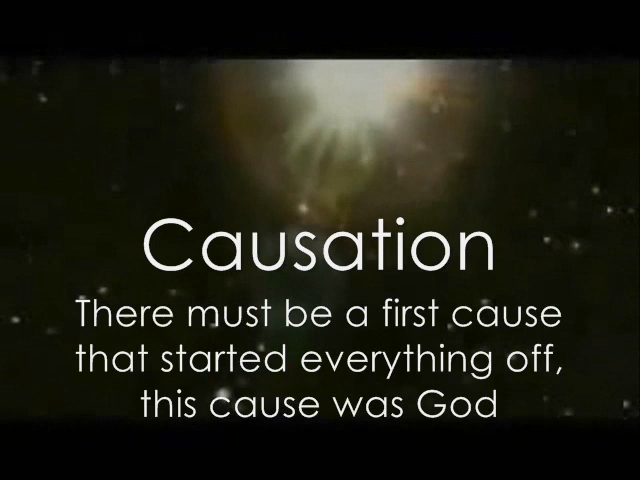 Causation
There must be a first cause
that started everything off,
this cause was God